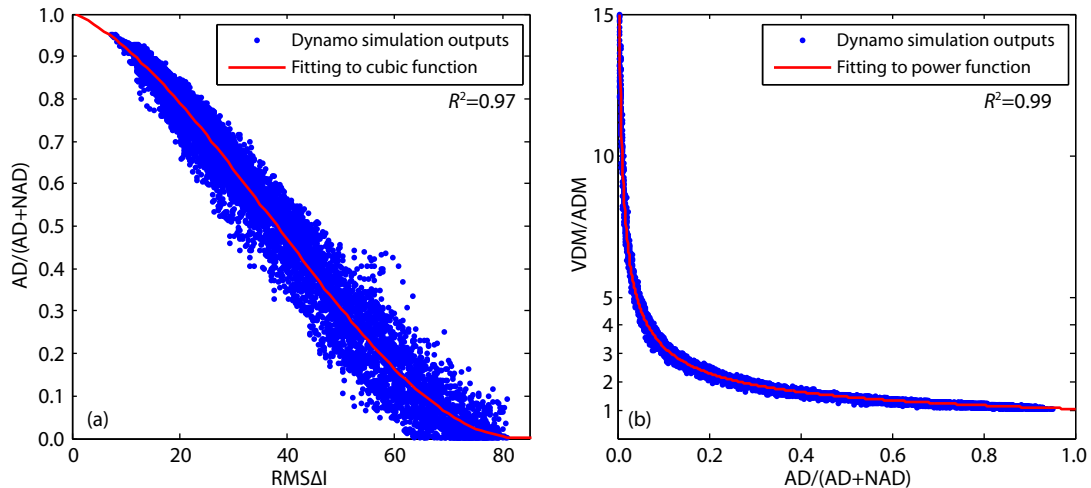 1.0
0.9
0.8
0.7
0.6
0.5
0.4
0.3
0.2
0.1
0.0
AD/(AD+NAD)
Dynamo simulation outputs
Fitting to cubic function
R²=0.97
(a)
20
40
60
80
RMSΔI
15
10
5
4
3
2
1
VDM/ADM
Dynamo simulation outputs
Fitting to power function
R²=0.99
(b)
0.0
0.2
0.4
0.6
0.8
1.0
AD/(AD+NAD)